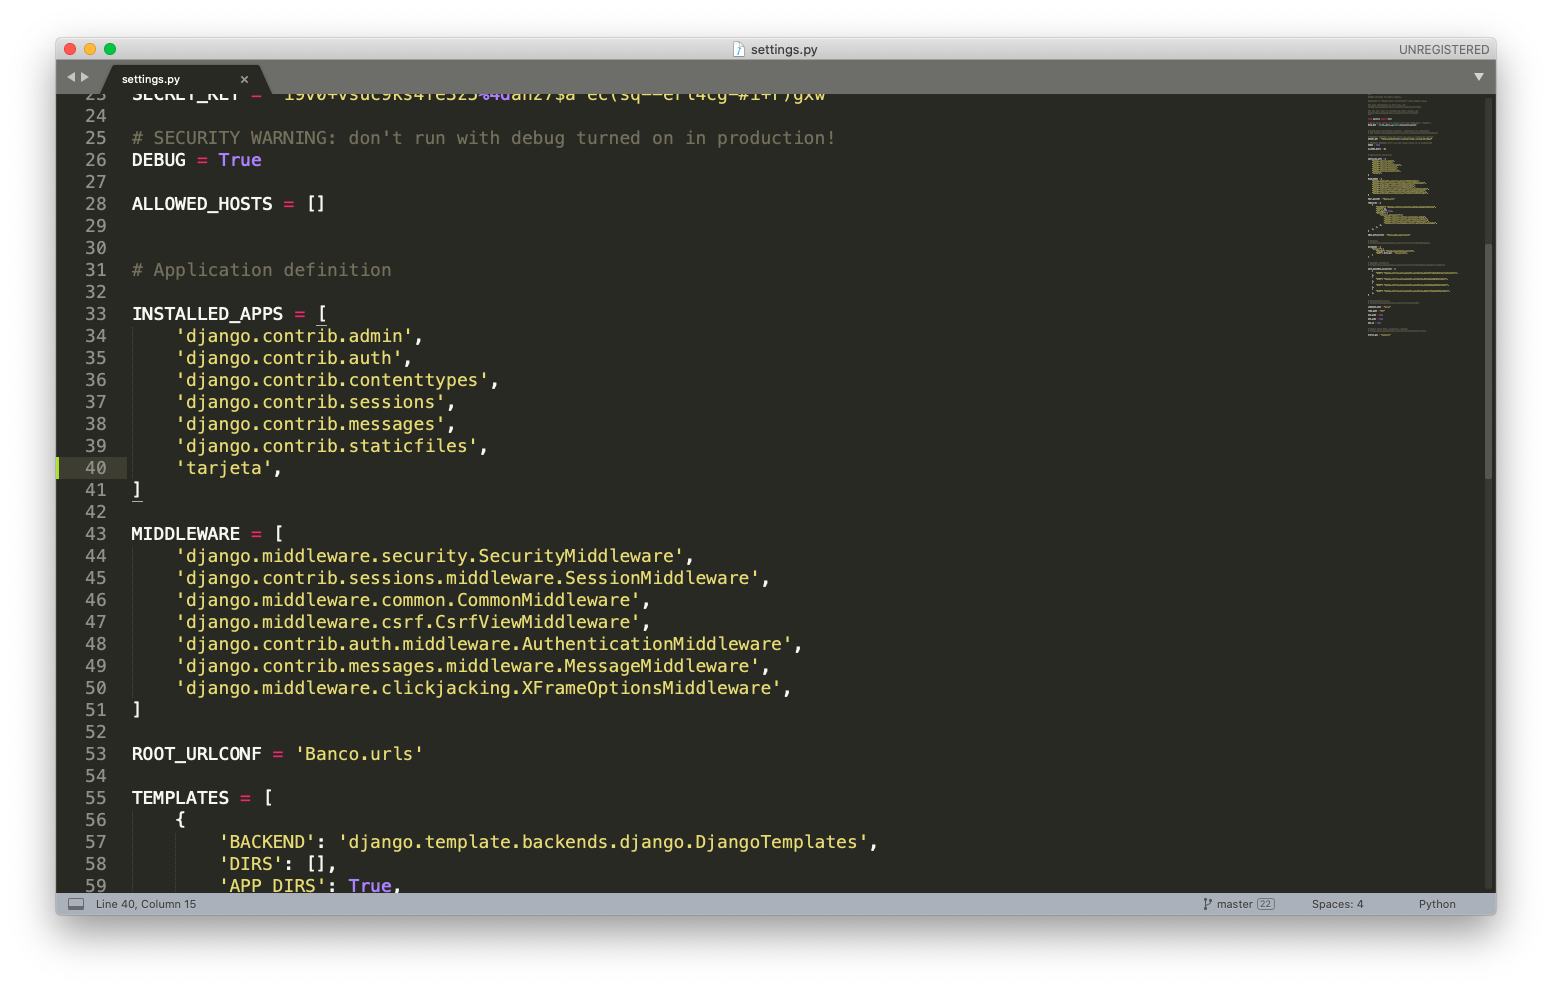 settings.py
UNREGISTERED
settings.py
23 SECRET_KEY =
24
25 # SECURITY WARNING: don't run with debug turned on in production!
26 DEBUG = True
27
28 ALLOWED_HOSTS = []
29
30
31 # Application definition
32
33 INSTALLED_APPS = [
34     'django.contrib.admin',
35     'django.contrib.auth',
36     'django.contrib.contenttypes',
37     'django.contrib.sessions',
38     'django.contrib.messages',
39     'django.contrib.staticfiles',
40     'tarjeta',
41 ]
42
43 MIDDLEWARE = [
44     'django.middleware.security.SecurityMiddleware',
45     'django.contrib.sessions.middleware.SessionMiddleware',
46     'django.middleware.common.CommonMiddleware',
47     'django.middleware.csrf.CsrfViewMiddleware',
48     'django.contrib.auth.middleware.AuthenticationMiddleware',
49     'django.contrib.messages.middleware.MessageMiddleware',
50     'django.middleware.clickjacking.XFrameOptionsMiddleware',
51 ]
52
53 ROOT_URLCONF = 'Banco.urls'
54
55 TEMPLATES = [
56     {
57         'BACKEND': 'django.template.backends.django.DjangoTemplates',
58         'DIRS': [],
59         'APP_DIRS': True,
Line 40, Column 15
master 22
Spaces: 4
Python